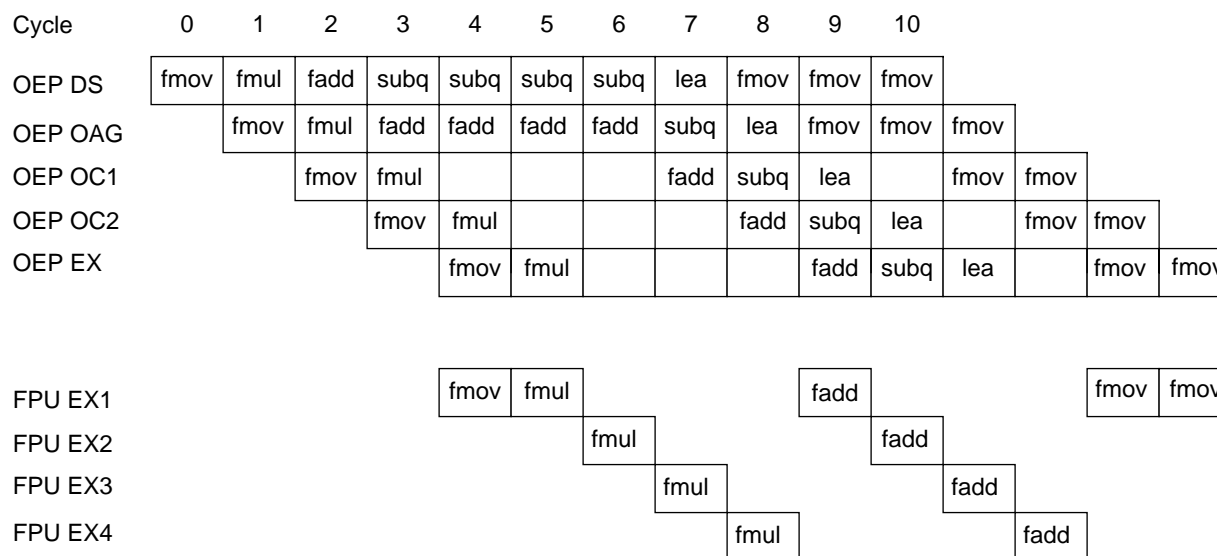 Cycle 0 1 2 3 4 5 6 7 8 9 10
OEP DS fmov fmul fadd subq subq subq subq lea fmov fmov fmov
OEP OAG fmov fmul fadd fadd fadd fadd subq lea fmov fmov fmov
OEP OC1 fmov fmul fadd subq lea fmov fmov
OEP OC2 fmov fmul fadd subq lea fmov fmov
OEP EX fmov fmul fadd subq lea fmov fmov
FPU EX1 fmov fmul fadd fmov fmov
FPU EX2 fmul fadd
FPU EX3 fmul fadd
FPU EX4 fmul fadd